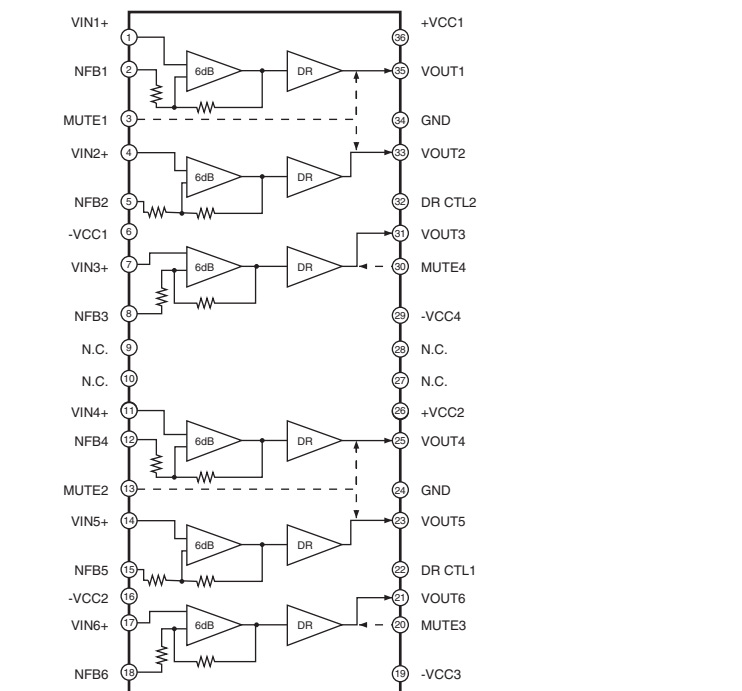 VIN1+ 1 36 +VCC1
NFB1 2 6dB DR 35 VOUT1
MUTE1 3 34 GND
VIN2+ 4 33 VOUT2
6dB DR
NFB2 5 32 DR CTL2
-VCC1 6 31 VOUT3
VIN3+ 7 6dB DR 30 MUTE4
NFB3 8 29 -VCC4
N.C. 9 28 N.C.
N.C. 10 27 N.C.
VIN4+ 11 26 +VCC2
NFB4 12 6dB DR 25 VOUT4
MUTE2 13 24 GND
VIN5+ 14 23 VOUT5
6dB DR
NFB5 15 22 DR CTL1
-VCC2 16 21 VOUT6
VIN6+ 17 6dB DR 20 MUTE3
NFB6 18 19 -VCC3